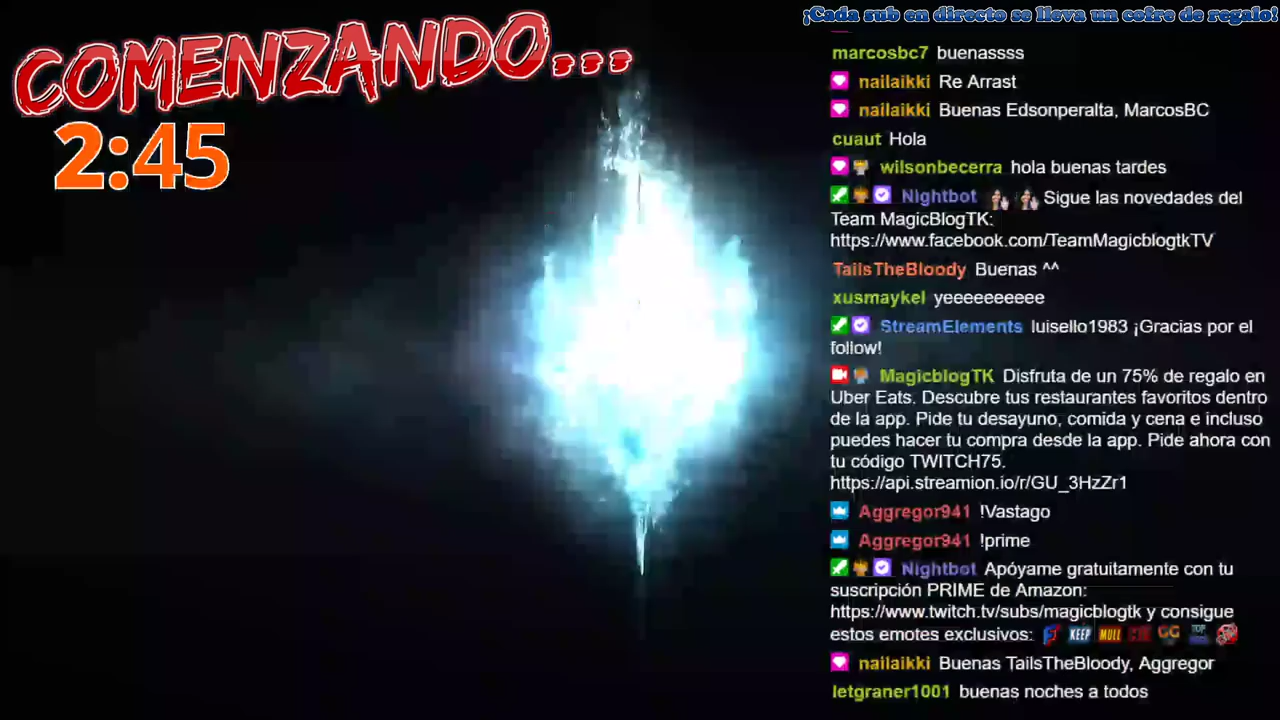 ¡Cada sub en directo se lleva un cofre de regalo!
COMENZANDO...
2:45
marcosbc7 buenassss
nailaikki Re Arrast
nailaikki Buenas Edsonperalta, MarcosBC
cuaut Hola
wilsonbecerra hola buenas tardes
Nightbot Sigue las novedades del
Team MagicBlogTK:
https://www.facebook.com/TeamMagicblogtkTV
TailsTheBloody Buenas ^^
xusmaykel yeeeeeeeeee
StreamElements luisello1983 ¡Gracias por el
follow!
MagicblogTK Disfruta de un 75% de regalo en
Uber Eats. Descubre tus restaurantes favoritos dentro
de la app. Pide tu desayuno, comida y cena e incluso
puedes hacer tu compra desde la app. Pide ahora con
tu código TWITCH75.
https://api.streamion.io/r/GU_3HzZr1
Aggregor941 !Vastago
Aggregor941 !prime
Nightbot Apóyame gratuitamente con tu
suscripción PRIME de Amazon:
https://www.twitch.tv/subs/magicblogtk y consigue
estos emotes exclusivos: KEEP MULL GG TOP
nailaikki Buenas TailsTheBloody, Aggregor
letgraner1001 buenas noches a todos